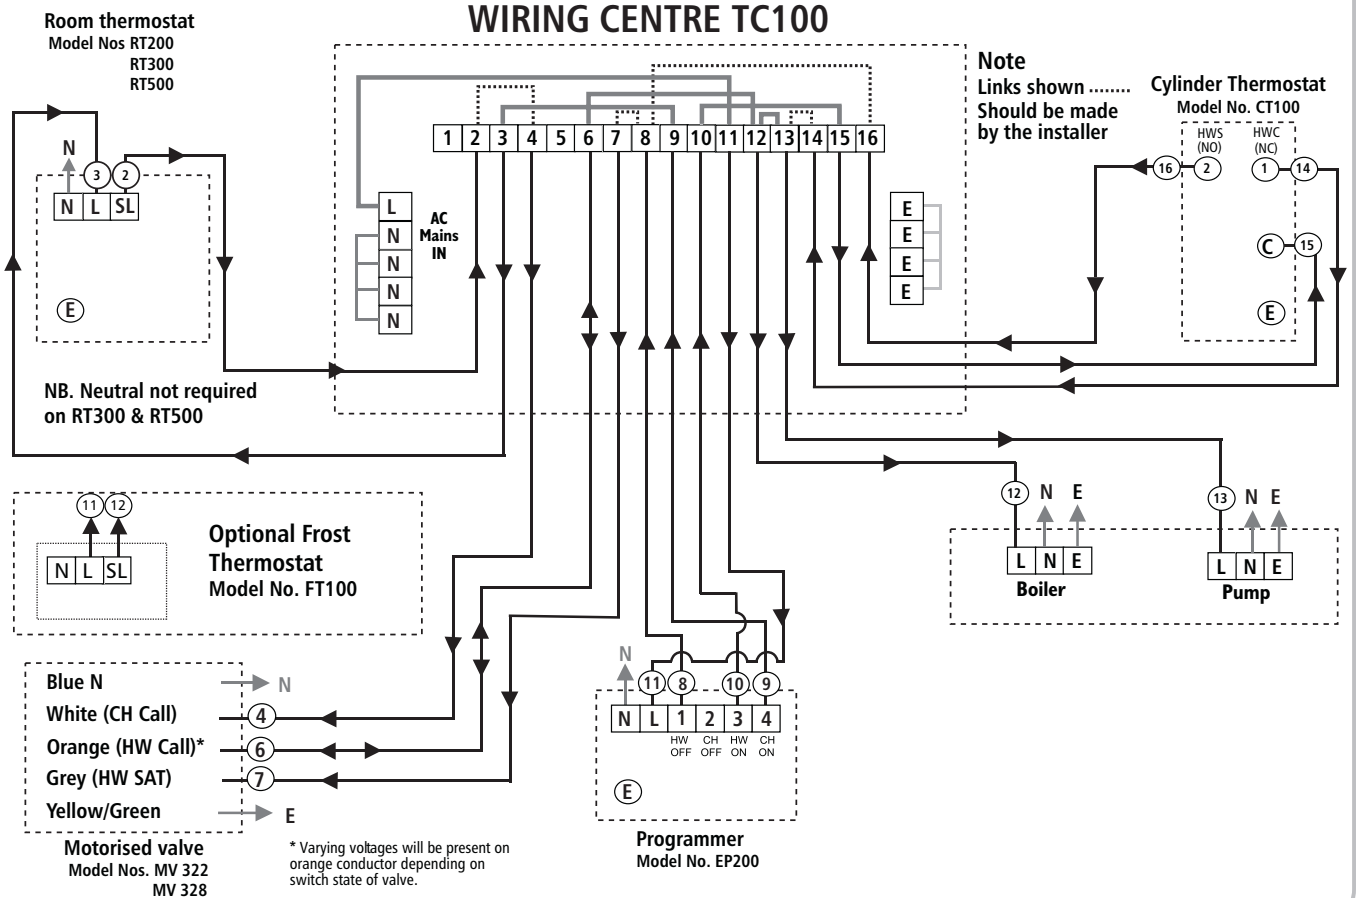 WIRING CENTRE TC100
Room thermostat
Model Nos RT200
RT300
RT500
N
3 2
N L SL
E
NB. Neutral not required
on RT300 & RT500
1 2 3 4 5 6 7 8 9 10 11 12 13 14 15 16
L
N
N
N
N
AC
Mains
IN
E
E
E
E
Note
Links shown ........
Should be made
by the installer
Cylinder Thermostat
Model No. CT100
HWS
(NO)
HWC
(NC)
16 2 1 14
C 15
E
11 12
N L SL
Optional Frost
Thermostat
Model No. FT100
12 N E
L N E
Boiler
13 N E
L N E
Pump
Blue N N
White (CH Call) 4
Orange (HW Call)* 6
Grey (HW SAT) 7
Yellow/Green E
Motorised valve
Model Nos. MV 322
MV 328
* Varying voltages will be present on
orange conductor depending on
switch state of valve.
N
11 8 10 9
N L 1 2 3 4
HW
OFF
CH
OFF
HW
ON
CH
ON
E
Programmer
Model No. EP200